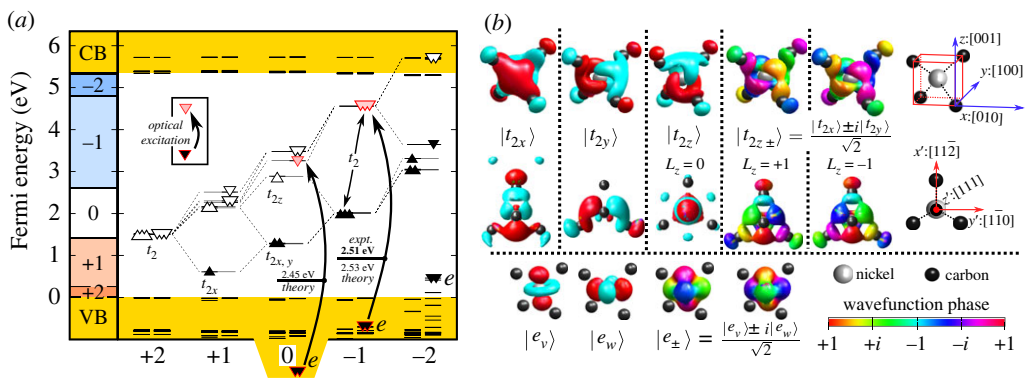 (a)
Fermi energy (eV)
6
5
4
3
2
1
0
CB
−2
−1
0
+1
+2
VB
optical
excitation
t2
t2x
t2z
t2x, y
t2
2.45 eV
theory
expt.
2.51 eV
2.53 eV
theory
e
e
e
+2 +1 0 −1 −2
(b)
z:[001]
y:[100]
x:[010]
|t2x⟩ |t2y⟩ |t2z⟩ |t2z ±⟩ = |t2x⟩±i|t2y⟩ / √2
Lz = 0 Lz = +1 Lz = −1
x′:[112̅]
z′:[111]
y′:[11̅0]
nickel carbon
wavefunction phase
+1 +i −1 −i +1
|ev⟩ |ew⟩ |e±⟩ = |ev⟩± i|ew⟩ / √2